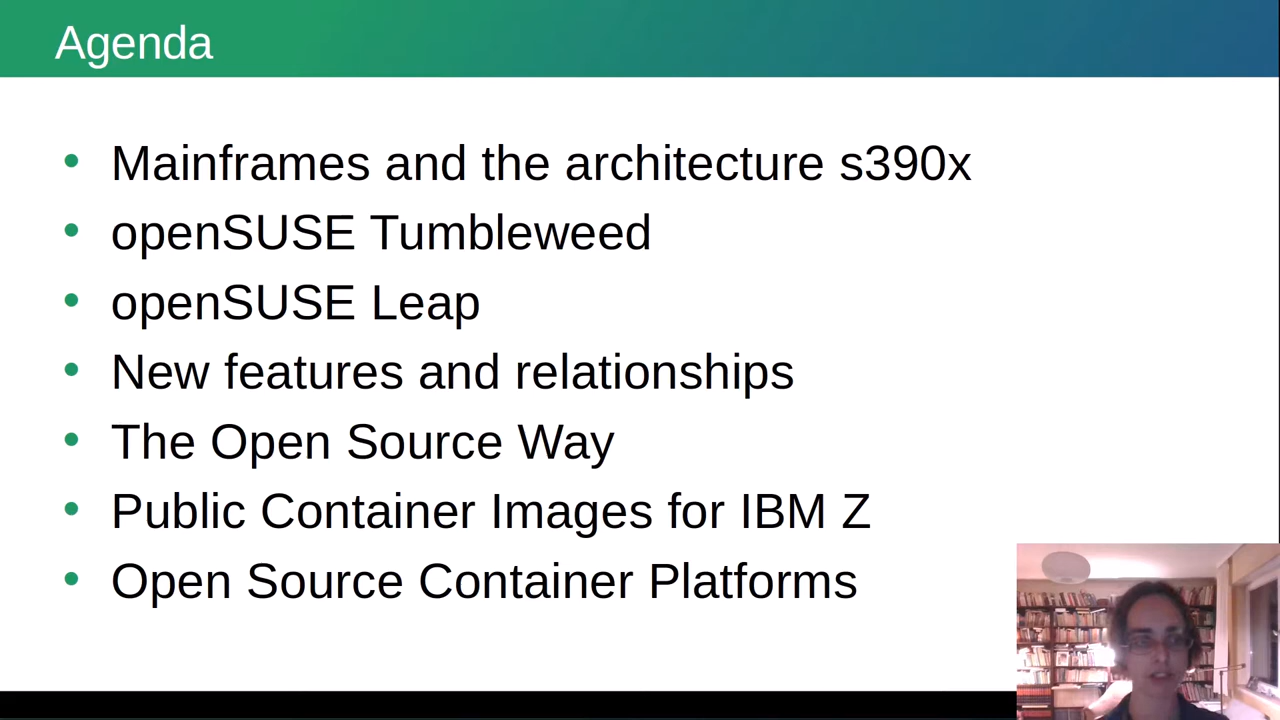 Agenda
Mainframes and the architecture s390x
openSUSE Tumbleweed
openSUSE Leap
New features and relationships
The Open Source Way
Public Container Images for IBM Z
Open Source Container Platforms